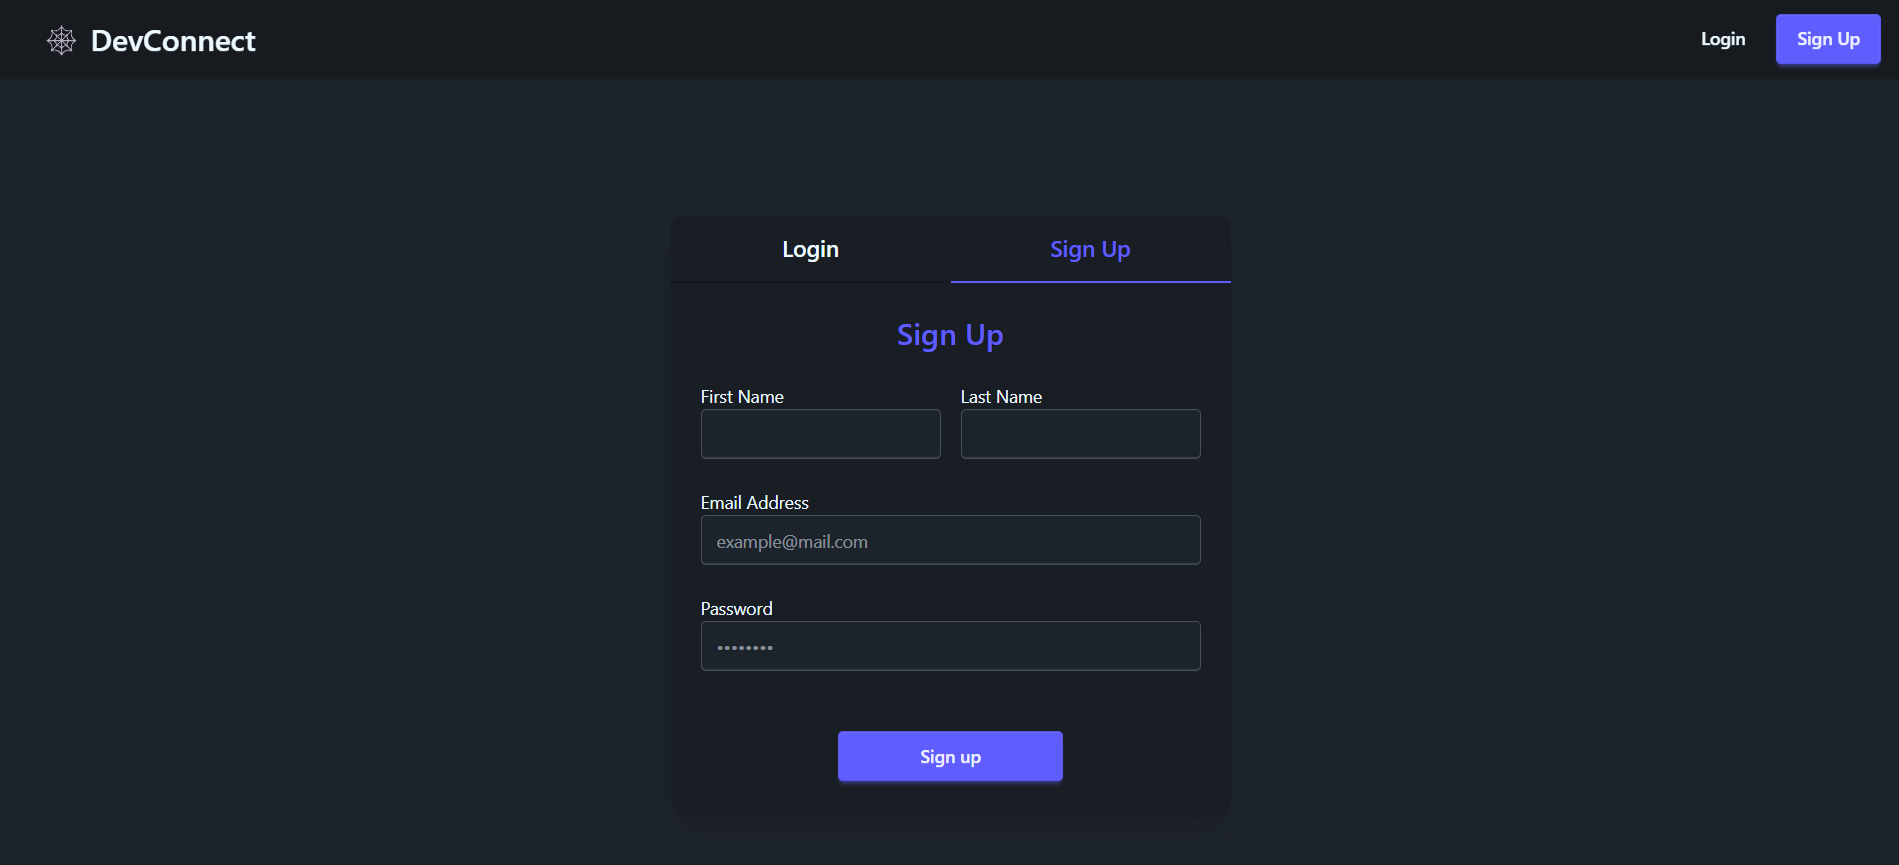 DevConnect
Login
Sign Up
Login
Sign Up
Sign Up
First Name
Last Name
Email Address
example@mail.com
Password
••••••••
Sign up